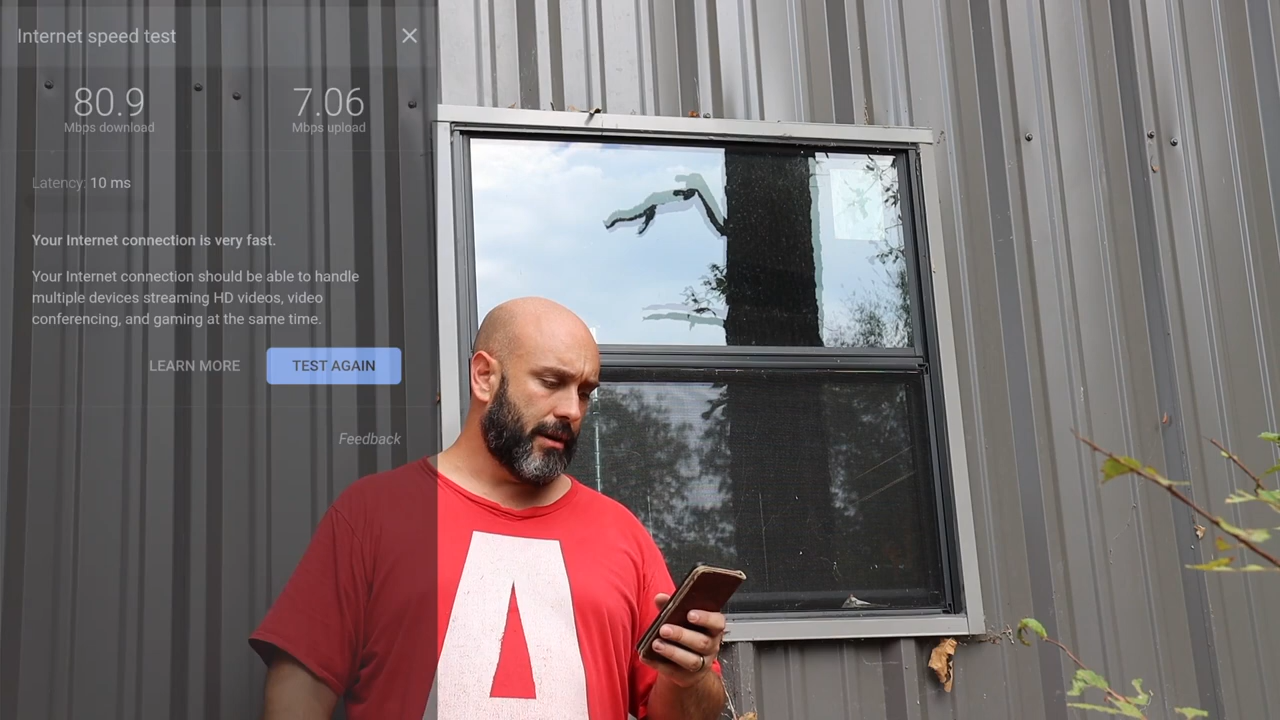 Internet speed test
80.9 7.06
Mbps download Mbps upload
Latency: 10 ms
Your Internet connection is very fast.
Your Internet connection should be able to handle
multiple devices streaming HD videos, video
conferencing, and gaming at the same time.
LEARN MORE TEST AGAIN
Feedback
A